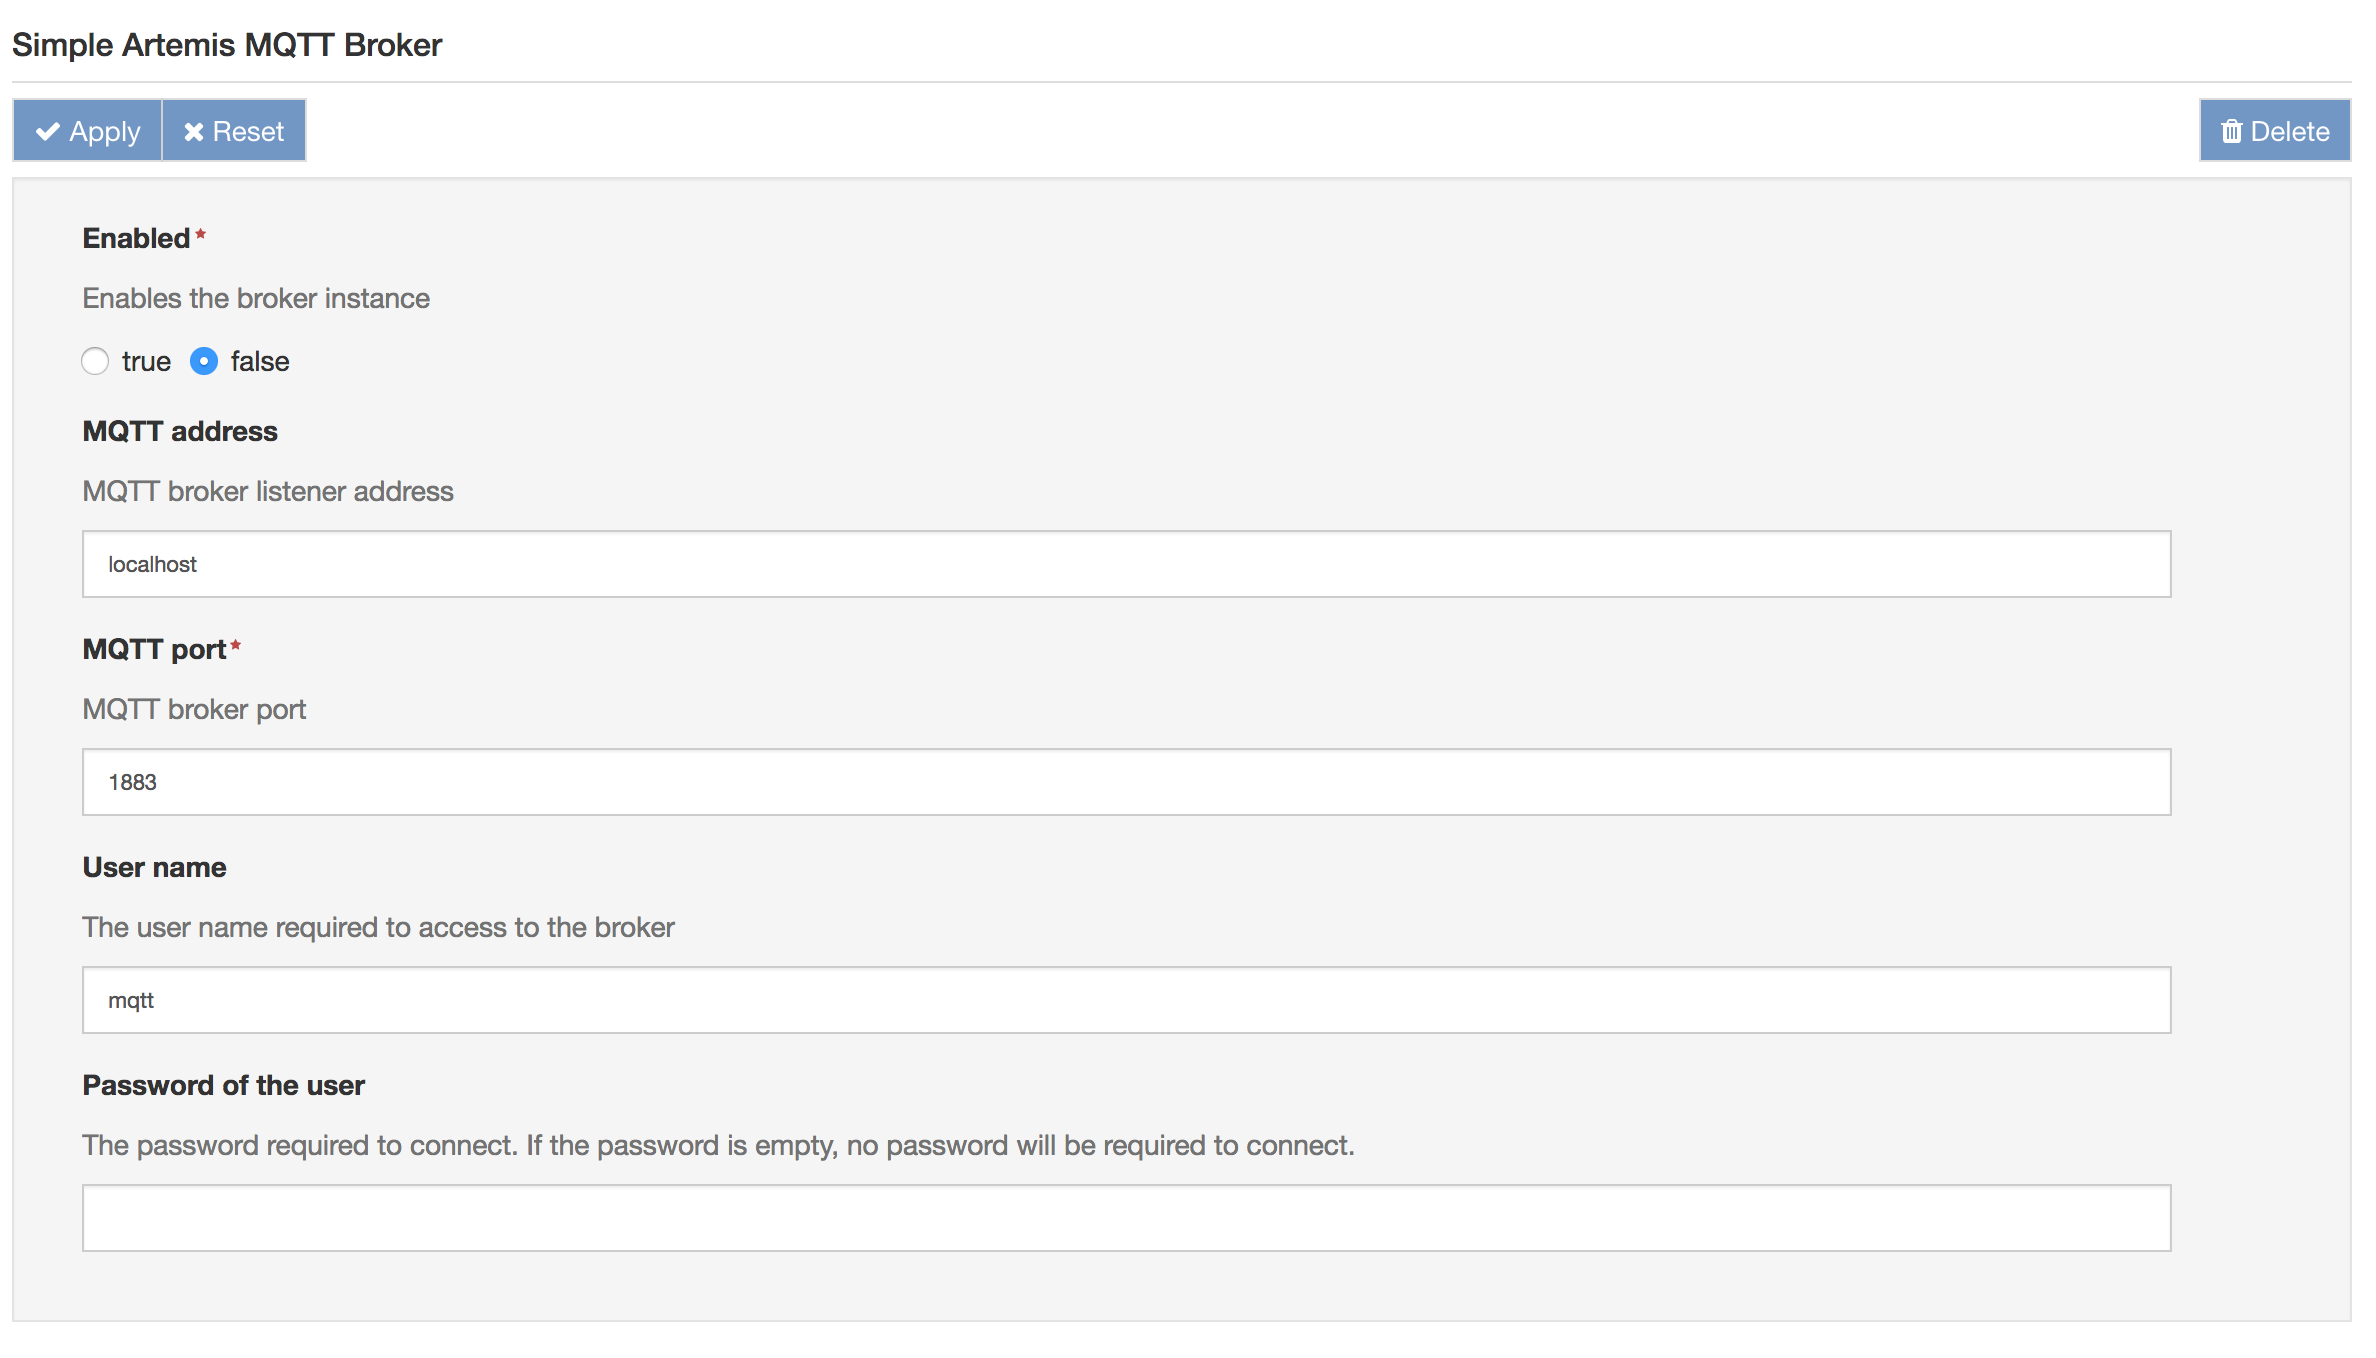 Simple Artemis MQTT Broker
Apply Reset Delete
Enabled*
Enables the broker instance
true false
MQTT address
MQTT broker listener address
localhost
MQTT port*
MQTT broker port
1883
User name
The user name required to access to the broker
mqtt
Password of the user
The password required to connect. If the password is empty, no password will be required to connect.